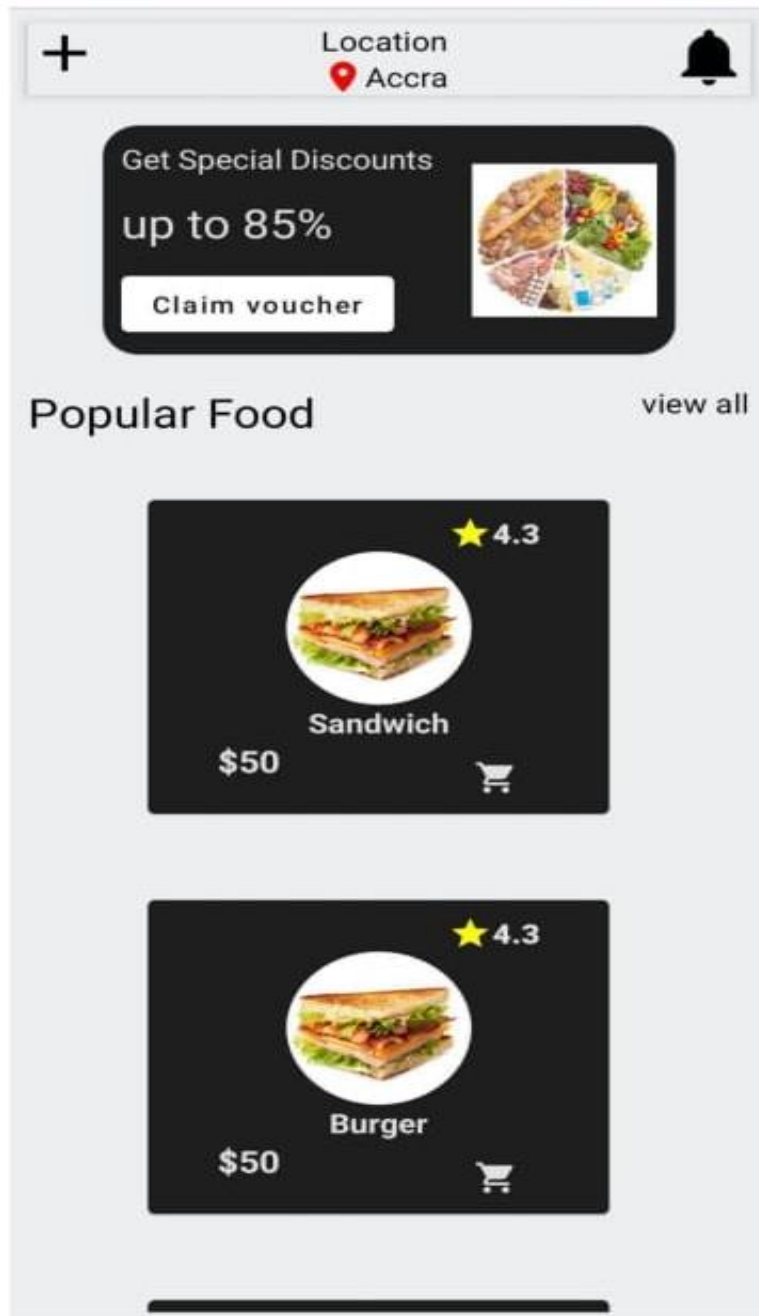 Location
Accra
Get Special Discounts
up to 85%
Claim voucher
Popular Food
view all
4.3
Sandwich
$50
4.3
Burger
$50